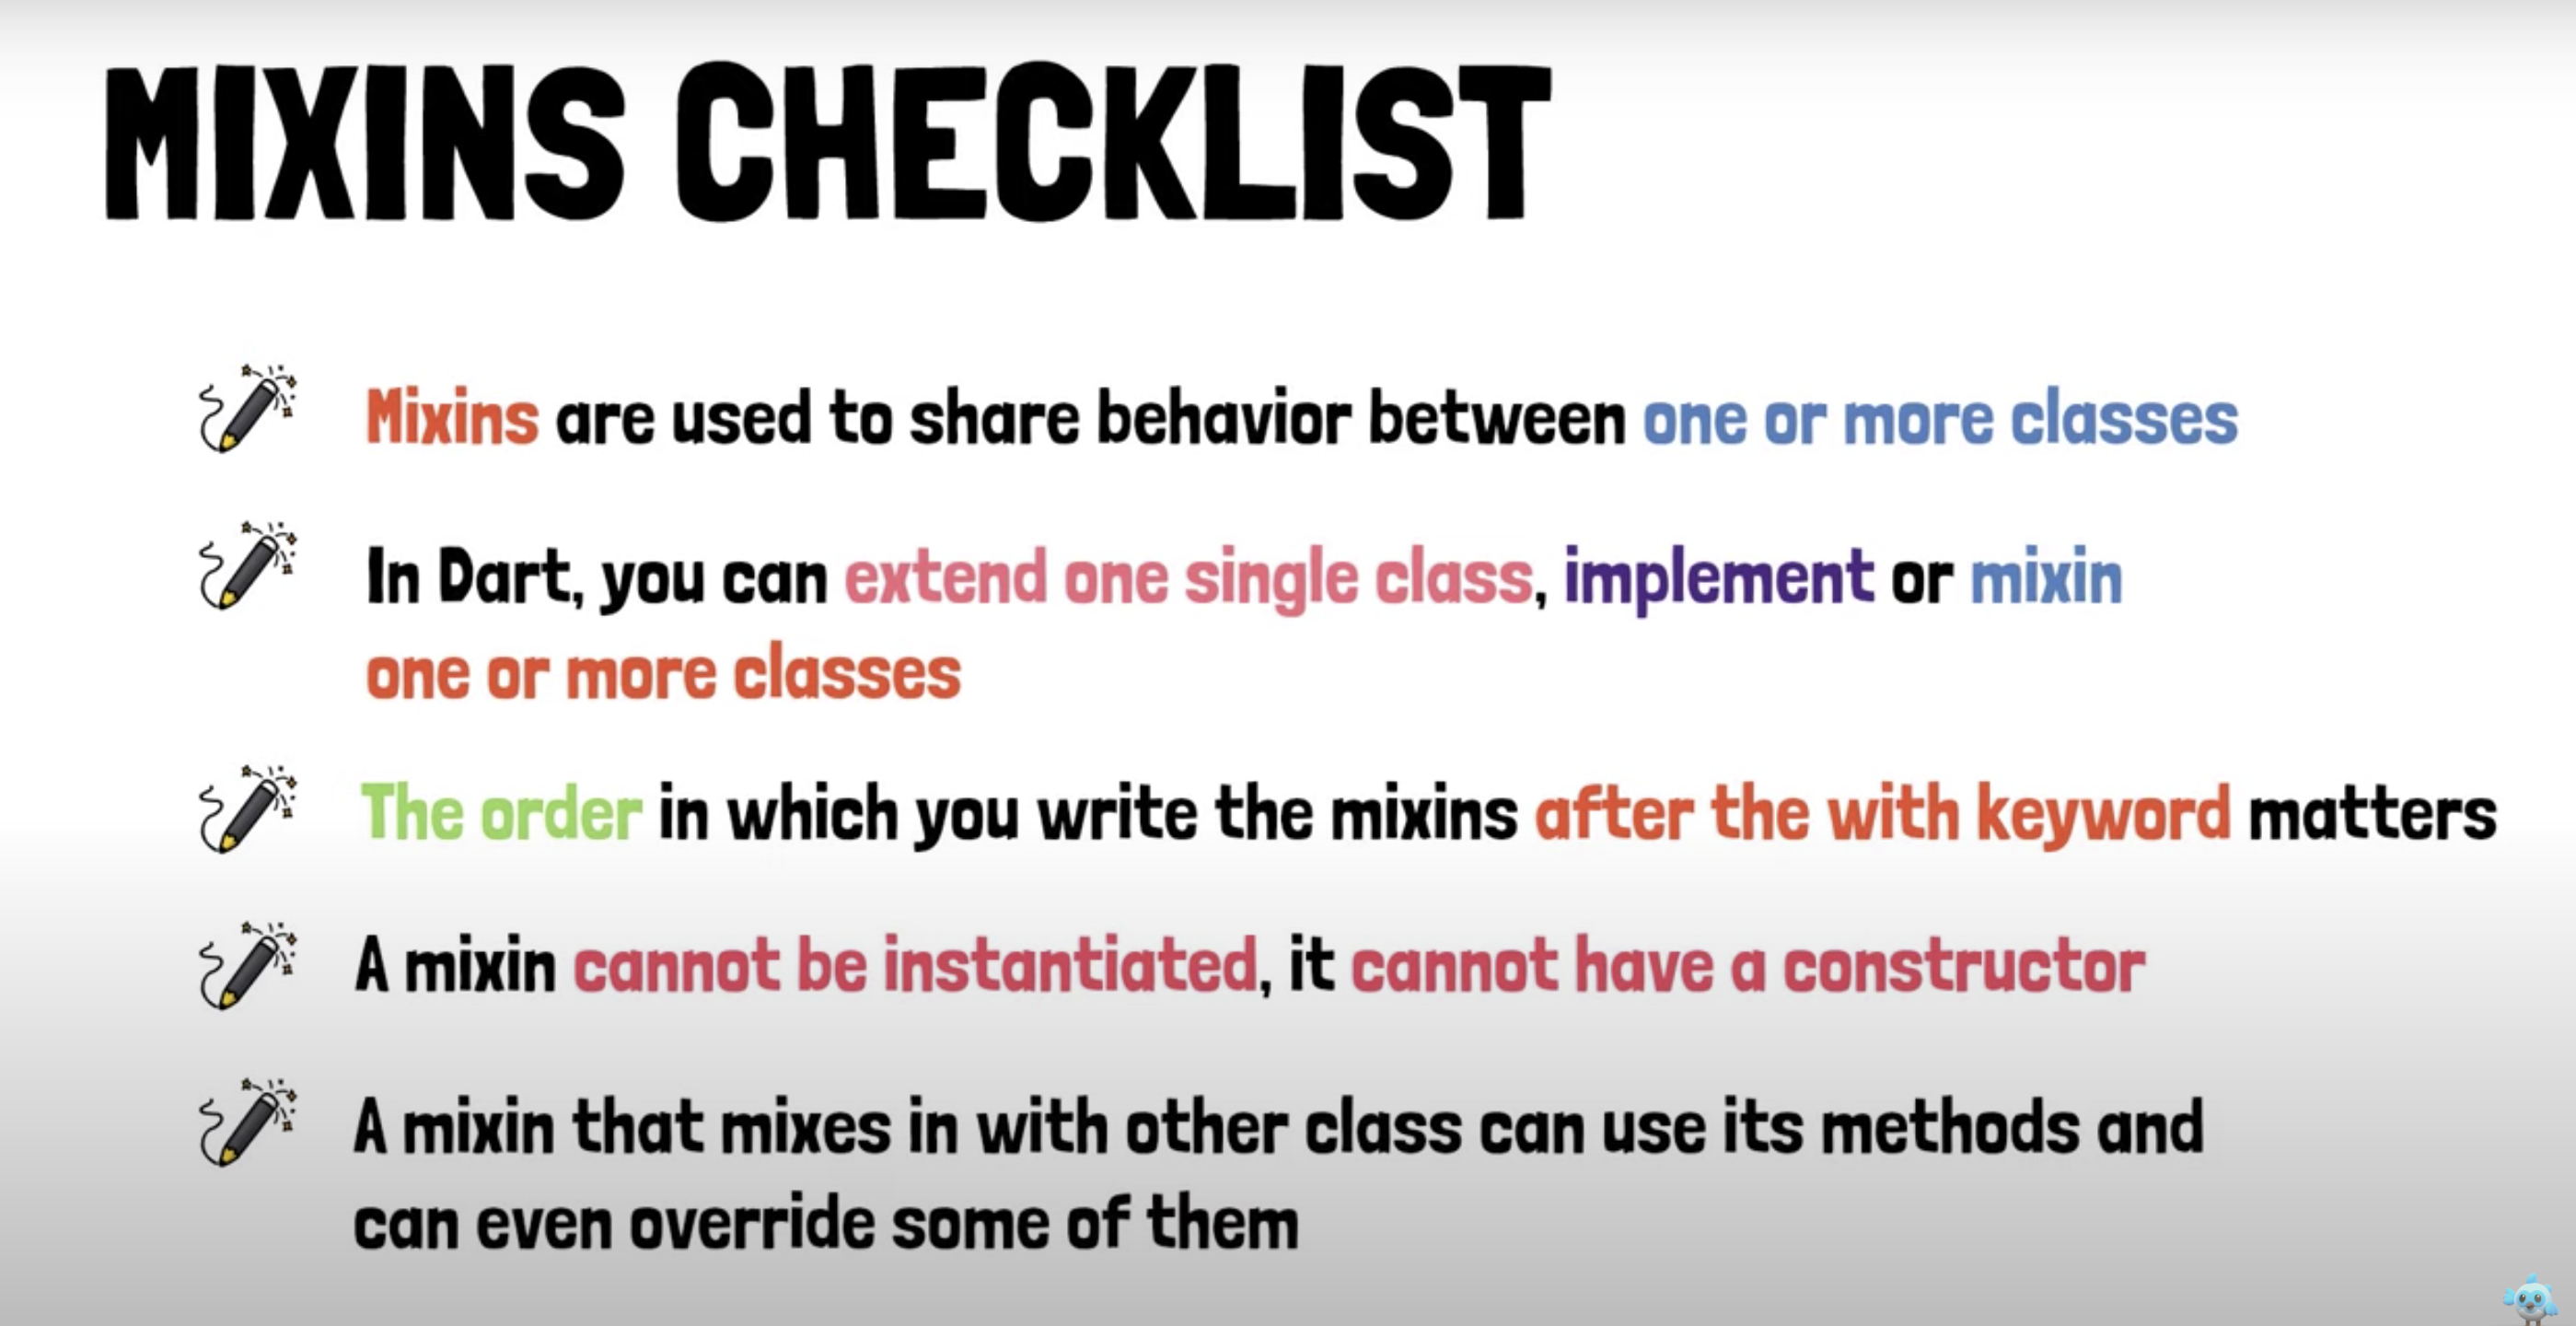 MIXINS CHECKLIST
Mixins are used to share behavior between one or more classes
In Dart, you can extend one single class, implement or mixin
one or more classes
The order in which you write the mixins after the with keyword matters
A mixin cannot be instantiated, it cannot have a constructor
A mixin that mixes in with other class can use its methods and
can even override some of them